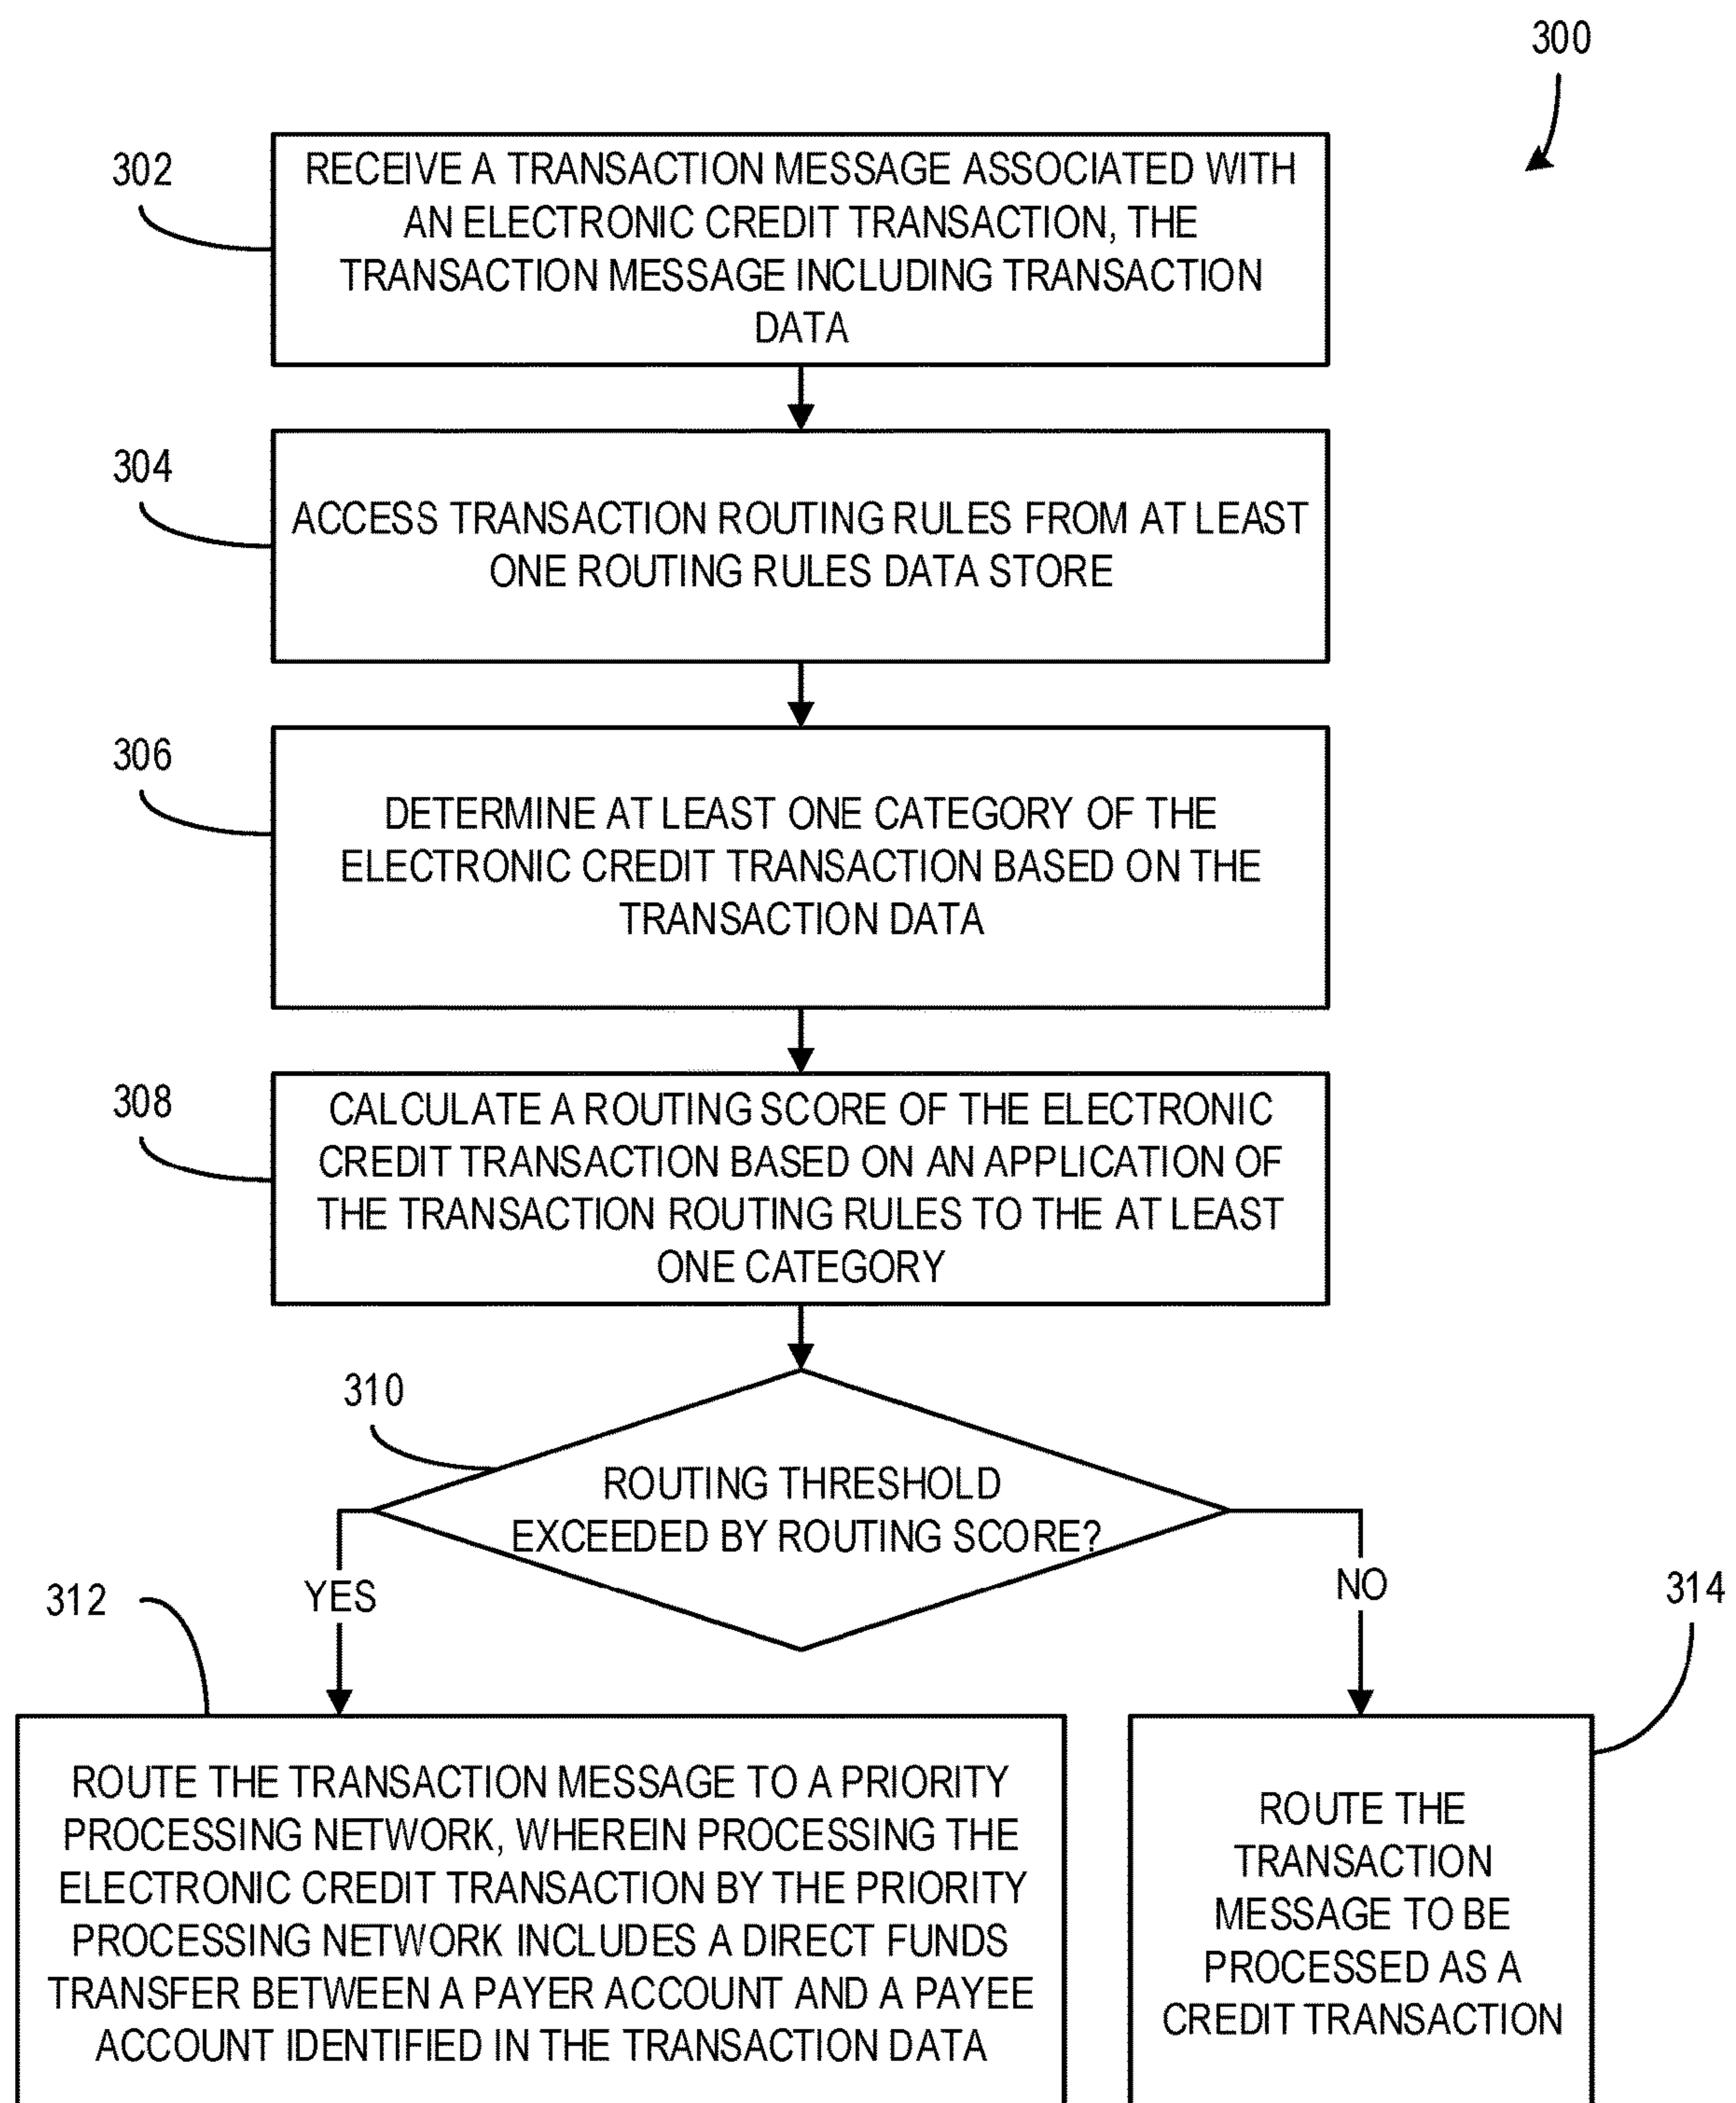 300
302
RECEIVE A TRANSACTION MESSAGE ASSOCIATED WITH
AN ELECTRONIC CREDIT TRANSACTION, THE
TRANSACTION MESSAGE INCLUDING TRANSACTION
DATA
304
ACCESS TRANSACTION ROUTING RULES FROM AT LEAST
ONE ROUTING RULES DATA STORE
306
DETERMINE AT LEAST ONE CATEGORY OF THE
ELECTRONIC CREDIT TRANSACTION BASED ON THE
TRANSACTION DATA
308
CALCULATE A ROUTING SCORE OF THE ELECTRONIC
CREDIT TRANSACTION BASED ON AN APPLICATION OF
THE TRANSACTION ROUTING RULES TO THE AT LEAST
ONE CATEGORY
310
ROUTING THRESHOLD
EXCEEDED BY ROUTING SCORE?
YES
NO
312
ROUTE THE TRANSACTION MESSAGE TO A PRIORITY
PROCESSING NETWORK, WHEREIN PROCESSING THE
ELECTRONIC CREDIT TRANSACTION BY THE PRIORITY
PROCESSING NETWORK INCLUDES A DIRECT FUNDS
TRANSFER BETWEEN A PAYER ACCOUNT AND A PAYEE
ACCOUNT IDENTIFIED IN THE TRANSACTION DATA
314
ROUTE THE
TRANSACTION
MESSAGE TO BE
PROCESSED AS A
CREDIT TRANSACTION